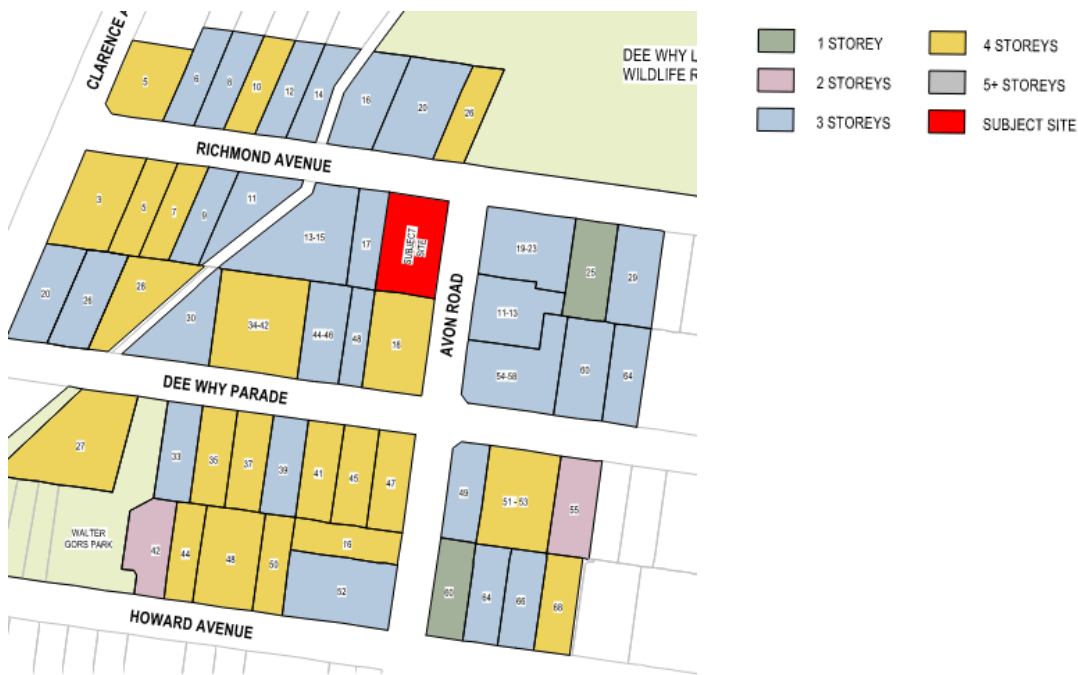 CLARENCE A
5
6
8
10
12
14
16
20
26
DEE WHY L
WILDLIFE R
RICHMOND AVENUE
3
5
7
9
11
13-15
17
SUBJECT
SITE
19-23
25
29
20
26
28
30
34-42
44-46
48
18
AVON ROAD
11-13
54-58
60
64
DEE WHY PARADE
27
33
35
37
39
41
45
47
49
51 - 53
55
WALTER
GORS PARK
42
44
48
50
16
52
60
64
66
68
HOWARD AVENUE
1 STOREY
2 STOREYS
3 STOREYS
4 STOREYS
5+ STOREYS
SUBJECT SITE